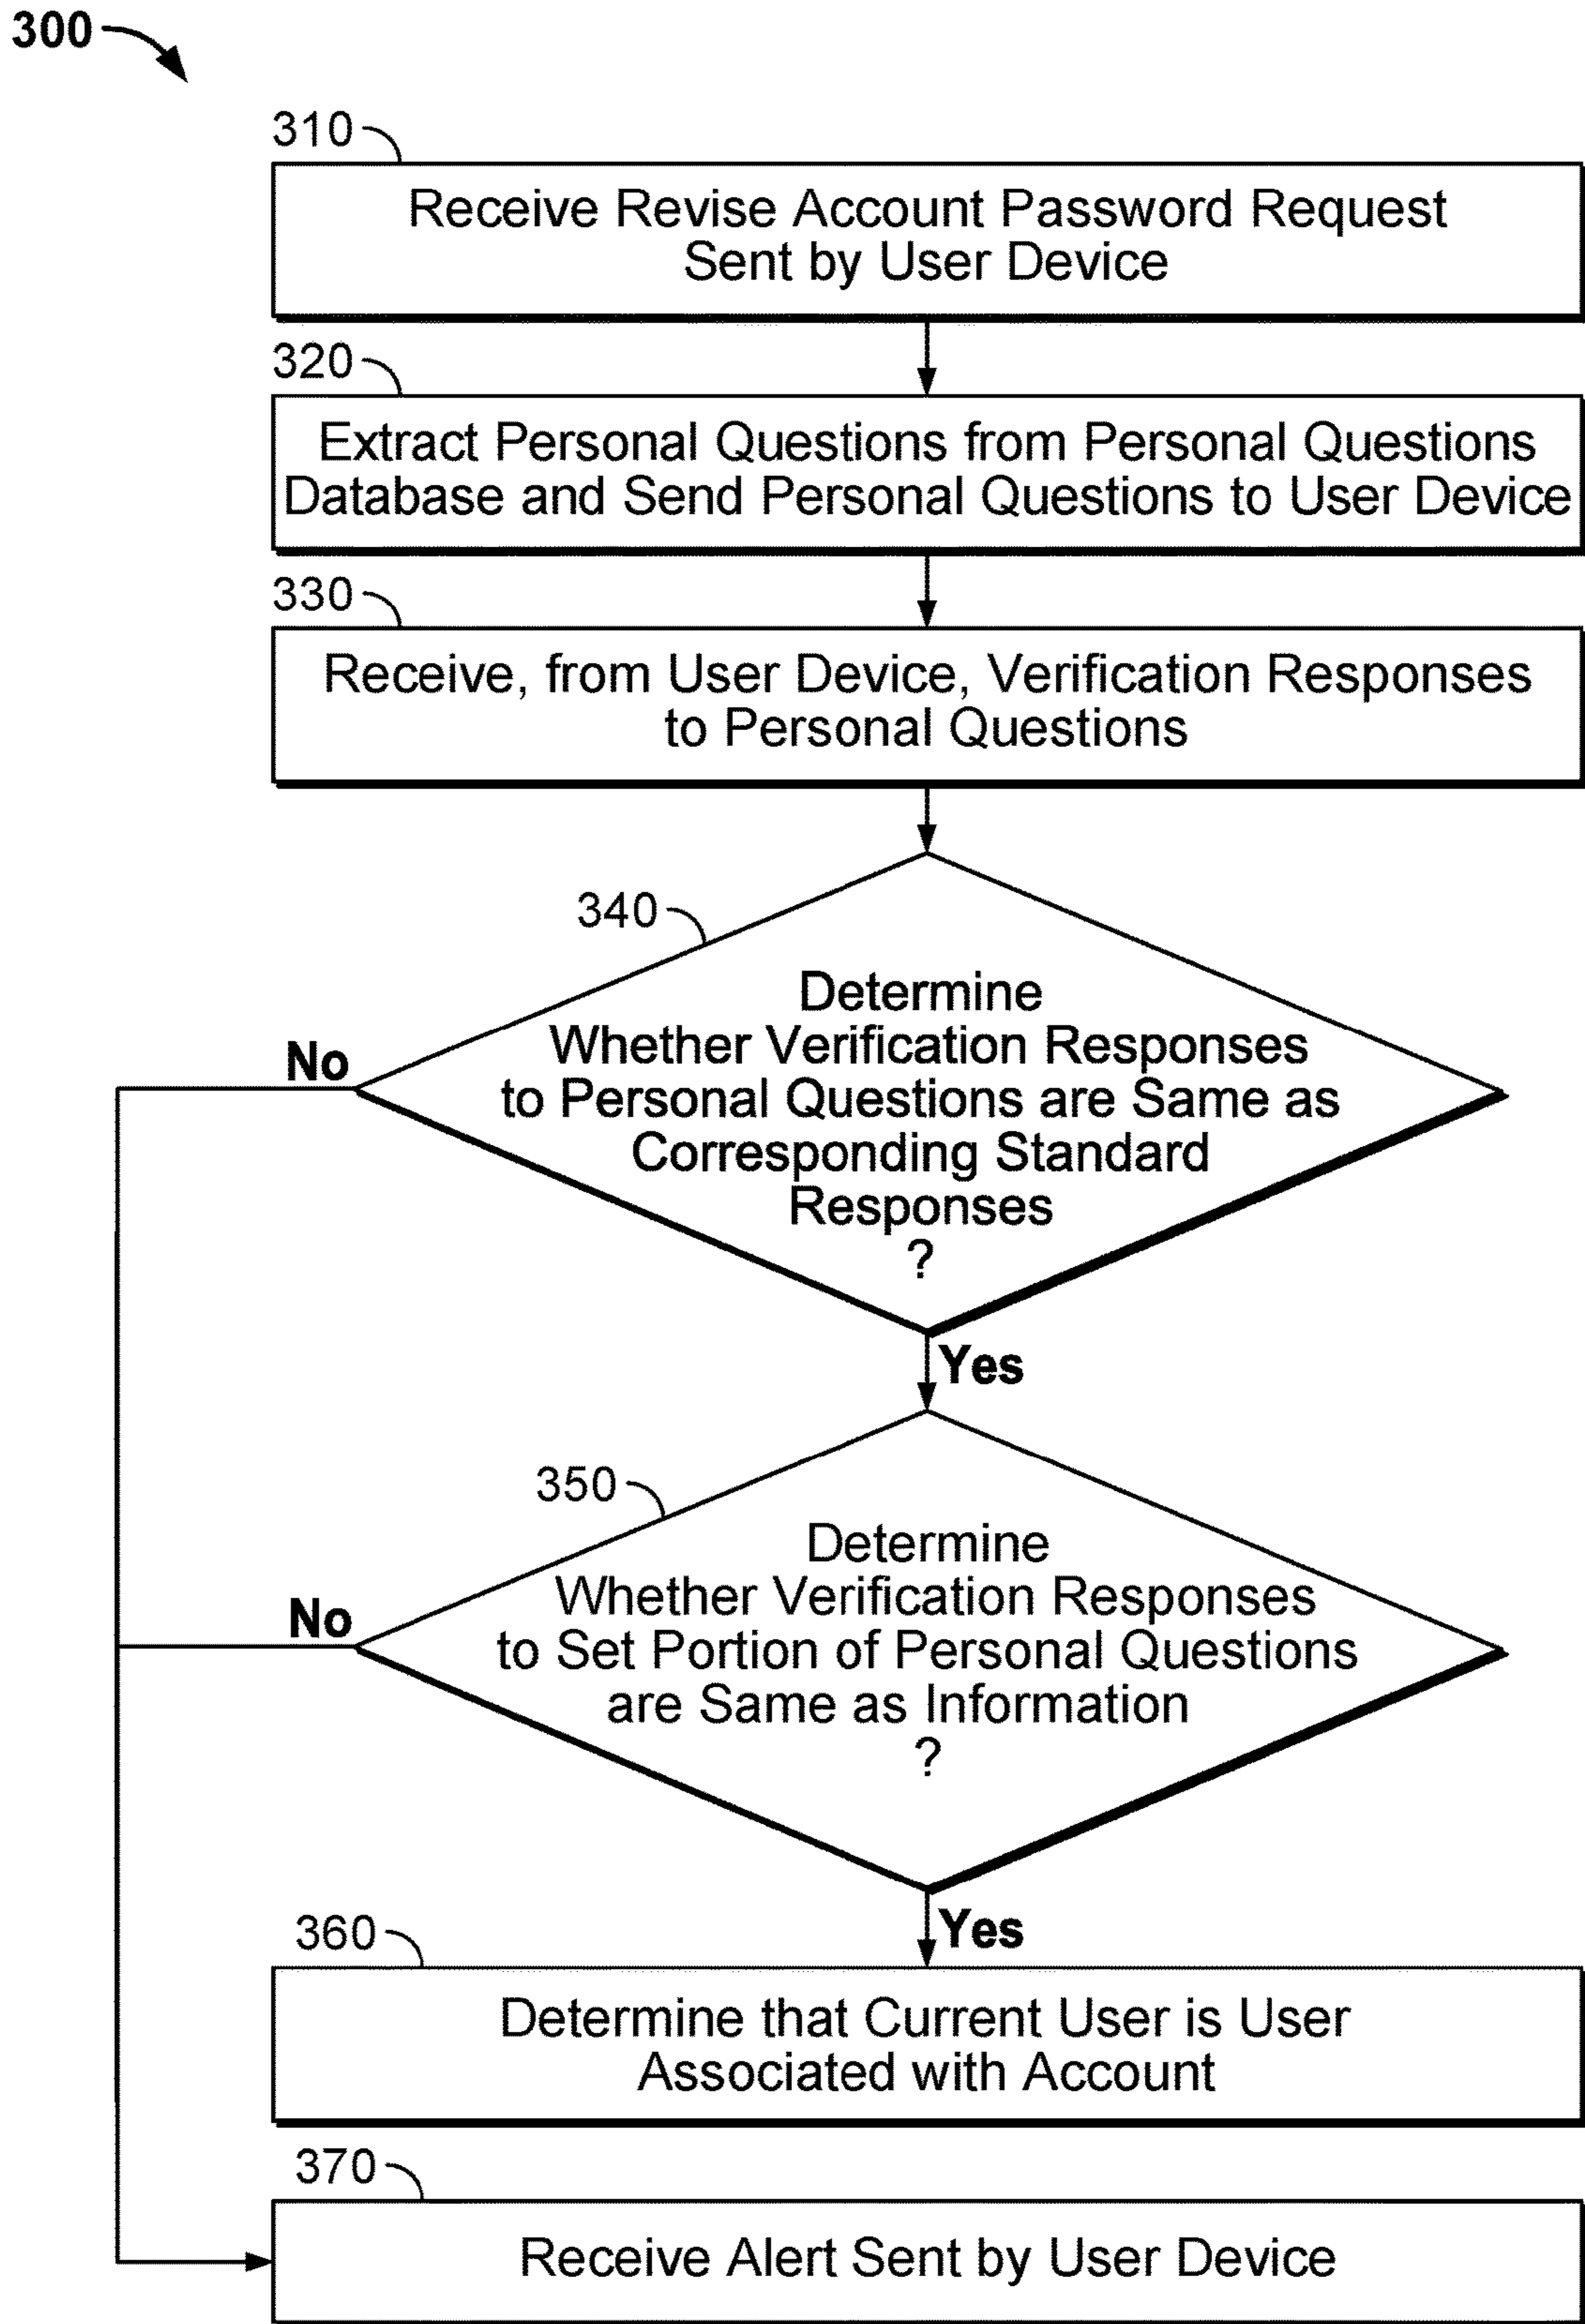 300
310
Receive Revise Account Password Request
Sent by User Device
320
Extract Personal Questions from Personal Questions
Database and Send Personal Questions to User Device
330
Receive, from User Device, Verification Responses
to Personal Questions
340
Determine
Whether Verification Responses
to Personal Questions are Same as
Corresponding Standard
Responses
?
No
Yes
350
Determine
Whether Verification Responses
to Set Portion of Personal Questions
are Same as Information
?
No
Yes
360
Determine that Current User is User
Associated with Account
370
Receive Alert Sent by User Device